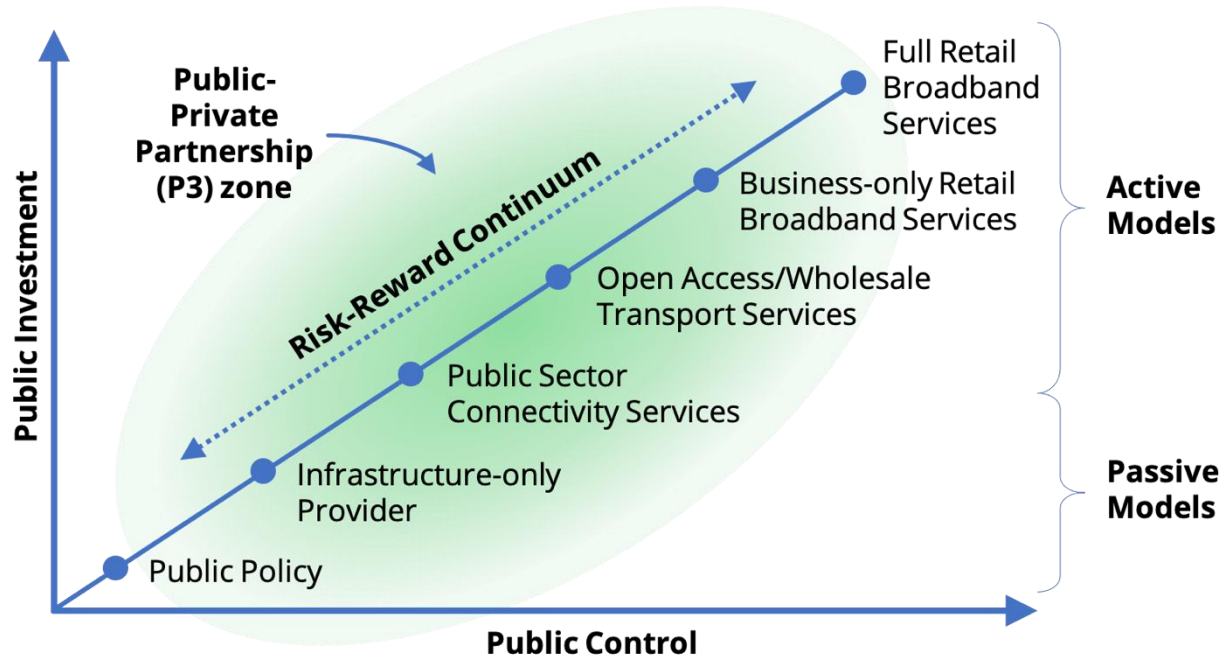 Public-
Private
Partnership
(P3) zone
Full Retail
Broadband
Services
Risk-Reward Continuum
Business-only Retail
Broadband Services
Active
Models
Public Investment
Open Access/Wholesale
Transport Services
Public Sector
Connectivity Services
Infrastructure-only
Provider
Passive
Models
Public Policy
Public Control